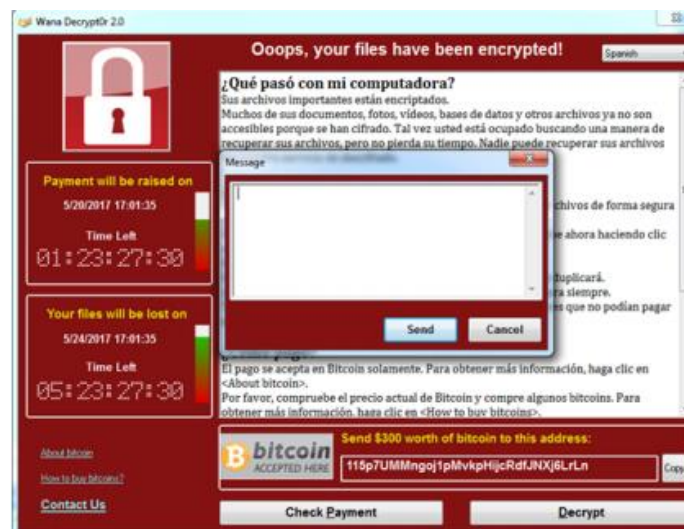 Wana Decrypt0r 2.0
Ooops, your files have been encrypted!
Spanish
¿Qué pasó con mi computadora?
Sus archivos importantes están encriptados.
Muchos de sus documentos, fotos, vídeos, bases de datos y otros archivos ya no son
accesibles porque se han cifrado. Tal vez usted está ocupado buscando una manera de
recuperar sus archivos, pero no pierda su tiempo. Nadie puede recuperar sus archivos
Message
chivos de forma segura
e ahora haciendo clic
duplicará.
ra siempre.
es que no podían pagar
Send
Cancel
El pago se acepta en Bitcoin solamente. Para obtener más información, haga clic en
<About bitcoin>.
Por favor, compruebe el precio actual de Bitcoin y compre algunos bitcoins. Para
obtener más información, haga clic en <How to buy bitcoins>.
Payment will be raised on
5/20/2017 17:01:35
Time Left
01:23:27:30
Your files will be lost on
5/24/2017 17:01:35
Time Left
05:23:27:30
About bitcoin
How to buy bitcoins?
Contact Us
bitcoin
ACCEPTED HERE
Send $300 worth of bitcoin to this address:
115p7UMMngoj1pMvkpHijcRdfJNXj6LrLn
Copy
Check Payment
Decrypt